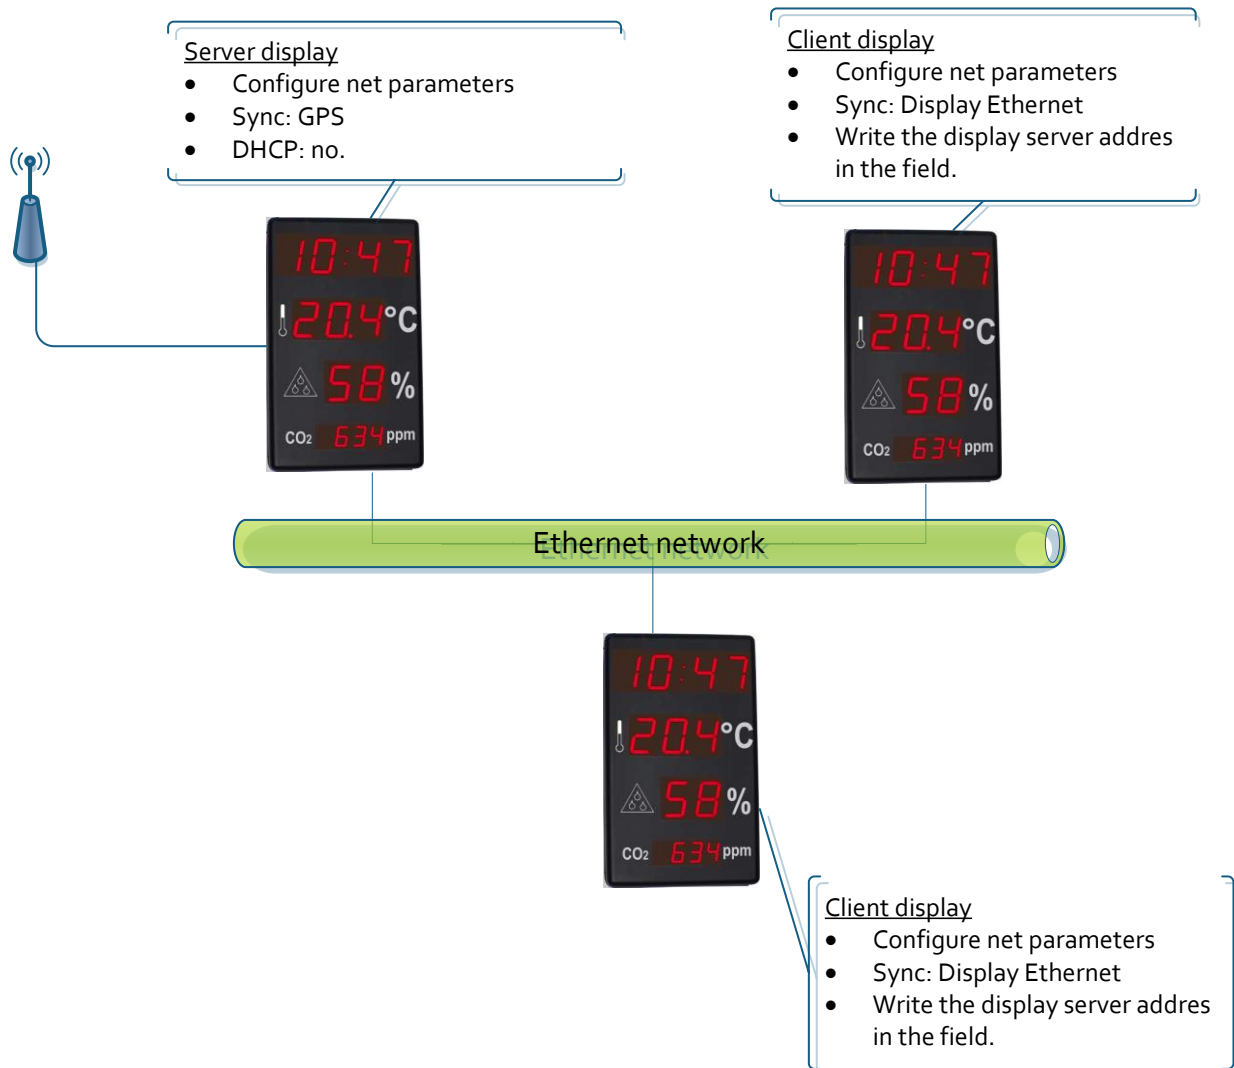 Server display
• Configure net parameters
• Sync: GPS
• DHCP: no.
Client display
• Configure net parameters
• Sync: Display Ethernet
• Write the display server addres
in the field.
10:47
20.4°C
58%
CO2 634 ppm
10:47
20.4°C
58%
CO2 634 ppm
Ethernet network
10:47
20.4°C
58%
CO2 634 ppm
Client display
• Configure net parameters
• Sync: Display Ethernet
• Write the display server addres
in the field.